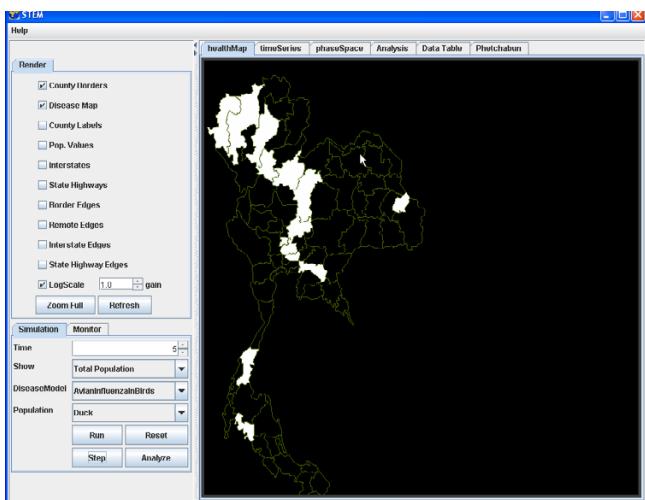 STEM
Help
Render
County Borders
Disease Map
County Labels
Pop. Values
Interstates
State Highways
Border Edges
Remote Edges
Interstate Edges
State Highway Edges
LogScale 1.0 gain
Zoom Full Refresh
Simulation Monitor
Time 5
Show Total Population
DiseaseModel AvianInfluenzaInBirds
Population Duck
Run Reset
Step Analyze
healthMap timeSeries phaseSpace Analysis Data Table Phetchabun